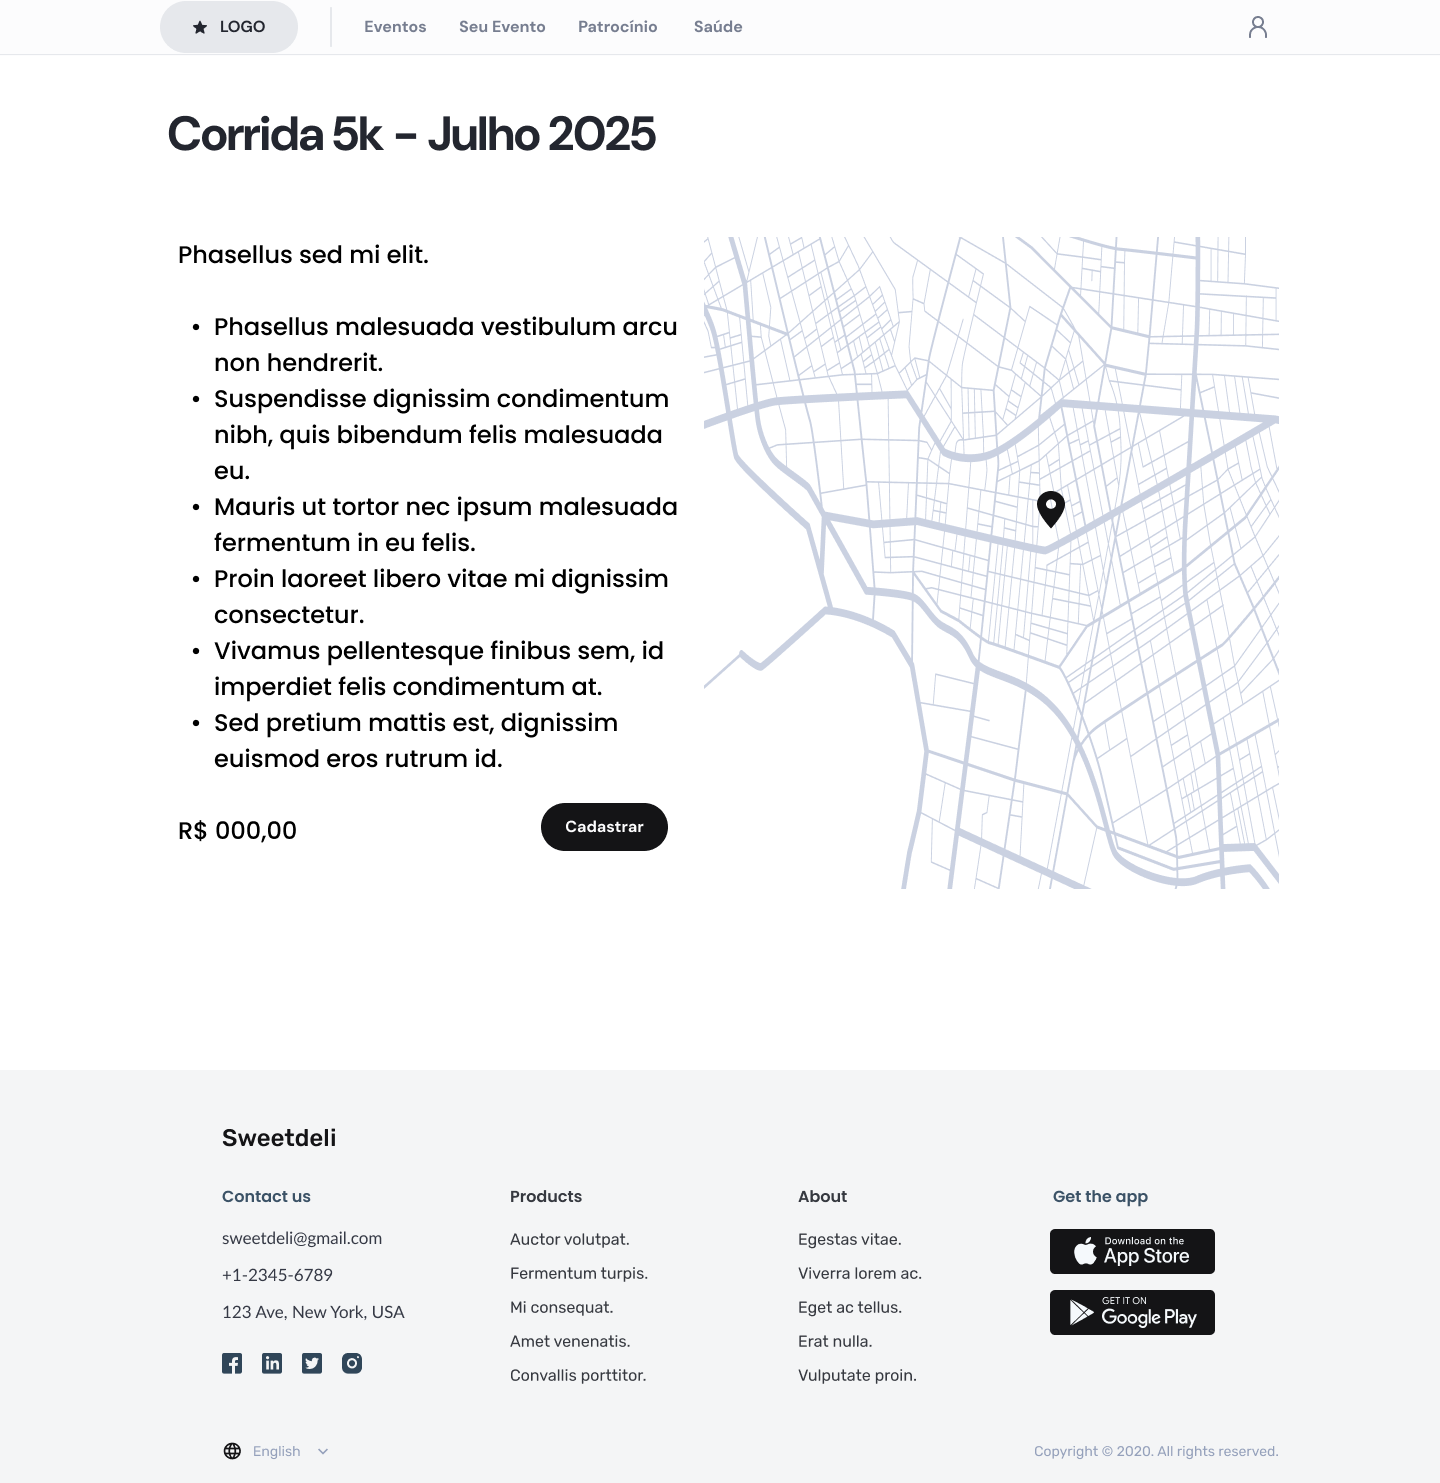 LOGO
Eventos Seu Evento Patrocínio Saúde
Corrida 5k - Julho 2025
Phasellus sed mi elit.
• Phasellus malesuada vestibulum arcu
non hendrerit.
• Suspendisse dignissim condimentum
nibh, quis bibendum felis malesuada
eu.
• Mauris ut tortor nec ipsum malesuada
fermentum in eu felis.
• Proin laoreet libero vitae mi dignissim
consectetur.
• Vivamus pellentesque finibus sem, id
imperdiet felis condimentum at.
• Sed pretium mattis est, dignissim
euismod eros rutrum id.
R$ 000,00
Cadastrar
Sweetdeli
Contact us
sweetdeli@gmail.com
+1-2345-6789
123 Ave, New York, USA
Products
Auctor volutpat.
Fermentum turpis.
Mi consequat.
Amet venenatis.
Convallis porttitor.
About
Egestas vitae.
Viverra lorem ac.
Eget ac tellus.
Erat nulla.
Vulputate proin.
Get the app
Download on the
App Store
GET IT ON
Google Play
English
Copyright © 2020. All rights reserved.